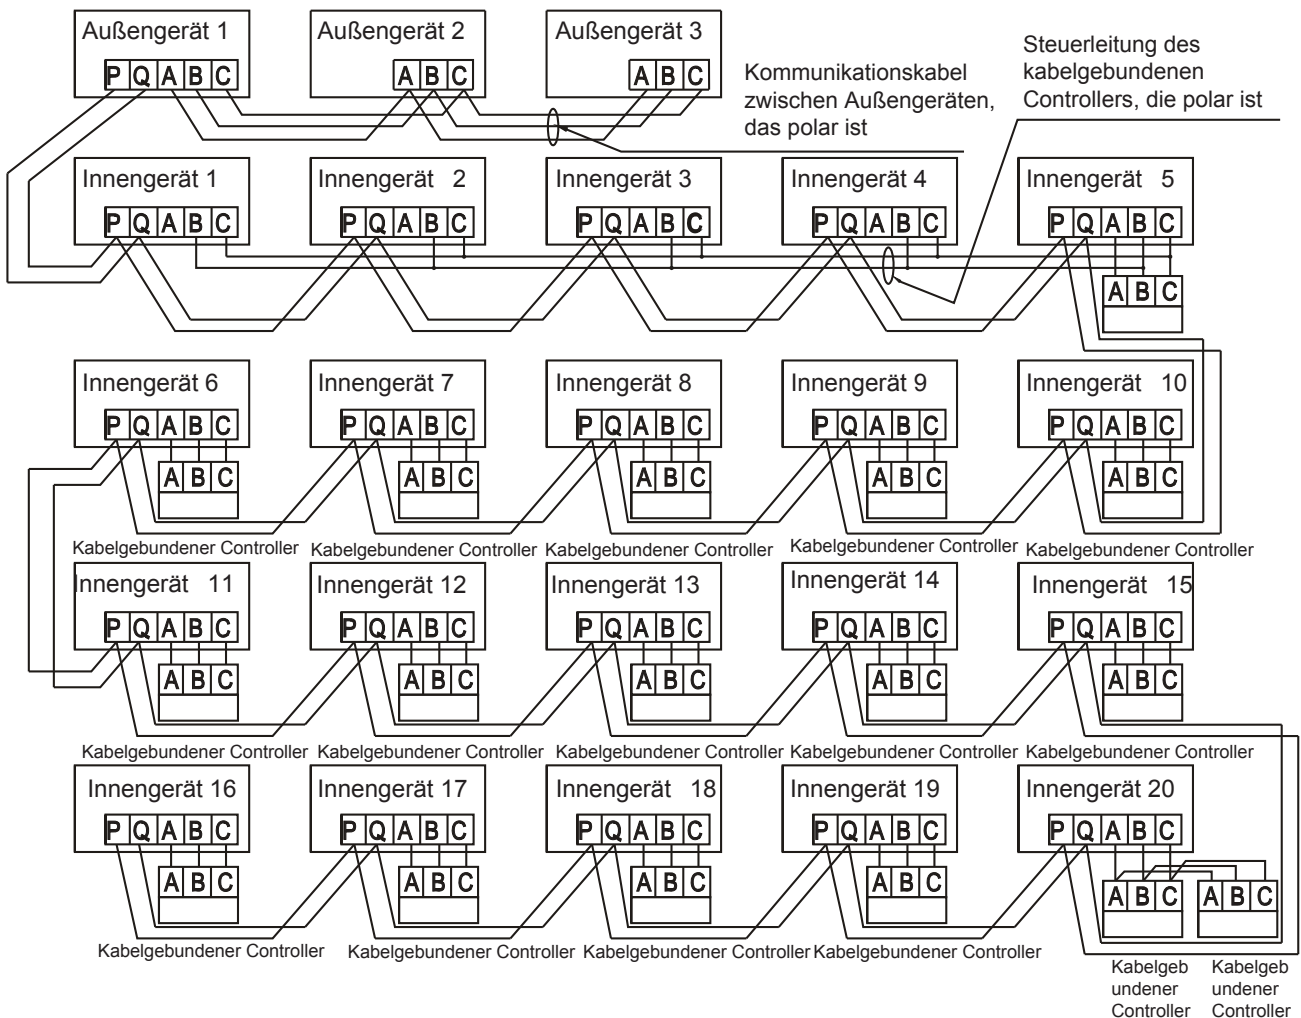 Außengerät 1
Außengerät 2
Außengerät 3
P Q A B C
A B C
A B C
Kommunikationskabel
zwischen Außengeräten,
das polar ist
Steuerleitung des
kabelgebundenen
Controllers, die polar ist
Innengerät 1
Innengerät 2
Innengerät 3
Innengerät 4
Innengerät 5
P Q A B C
P Q A B C
P Q A B C
P Q A B C
P Q A B C
A B C
Innengerät 6
Innengerät 7
Innengerät 8
Innengerät 9
Innengerät 10
P Q A B C
P Q A B C
P Q A B C
P Q A B C
P Q A B C
A B C
A B C
A B C
A B C
A B C
Kabelgebundener Controller
Kabelgebundener Controller
Kabelgebundener Controller
Kabelgebundener Controller
Kabelgebundener Controller
Innengerät 11
Innengerät 12
Innengerät 13
Innengerät 14
Innengerät 15
P Q A B C
P Q A B C
P Q A B C
P Q A B C
P Q A B C
A B C
A B C
A B C
A B C
A B C
Kabelgebundener Controller
Kabelgebundener Controller
Kabelgebundener Controller
Kabelgebundener Controller
Kabelgebundener Controller
Innengerät 16
Innengerät 17
Innengerät 18
Innengerät 19
Innengerät 20
P Q A B C
P Q A B C
P Q A B C
P Q A B C
P Q A B C
A B C
A B C
A B C
A B C
A B C
A B C
Kabelgebundener Controller
Kabelgebundener Controller
Kabelgebundener Controller
Kabelgebundener Controller
Kabelgeb
undener
Controller
Kabelgeb
undener
Controller